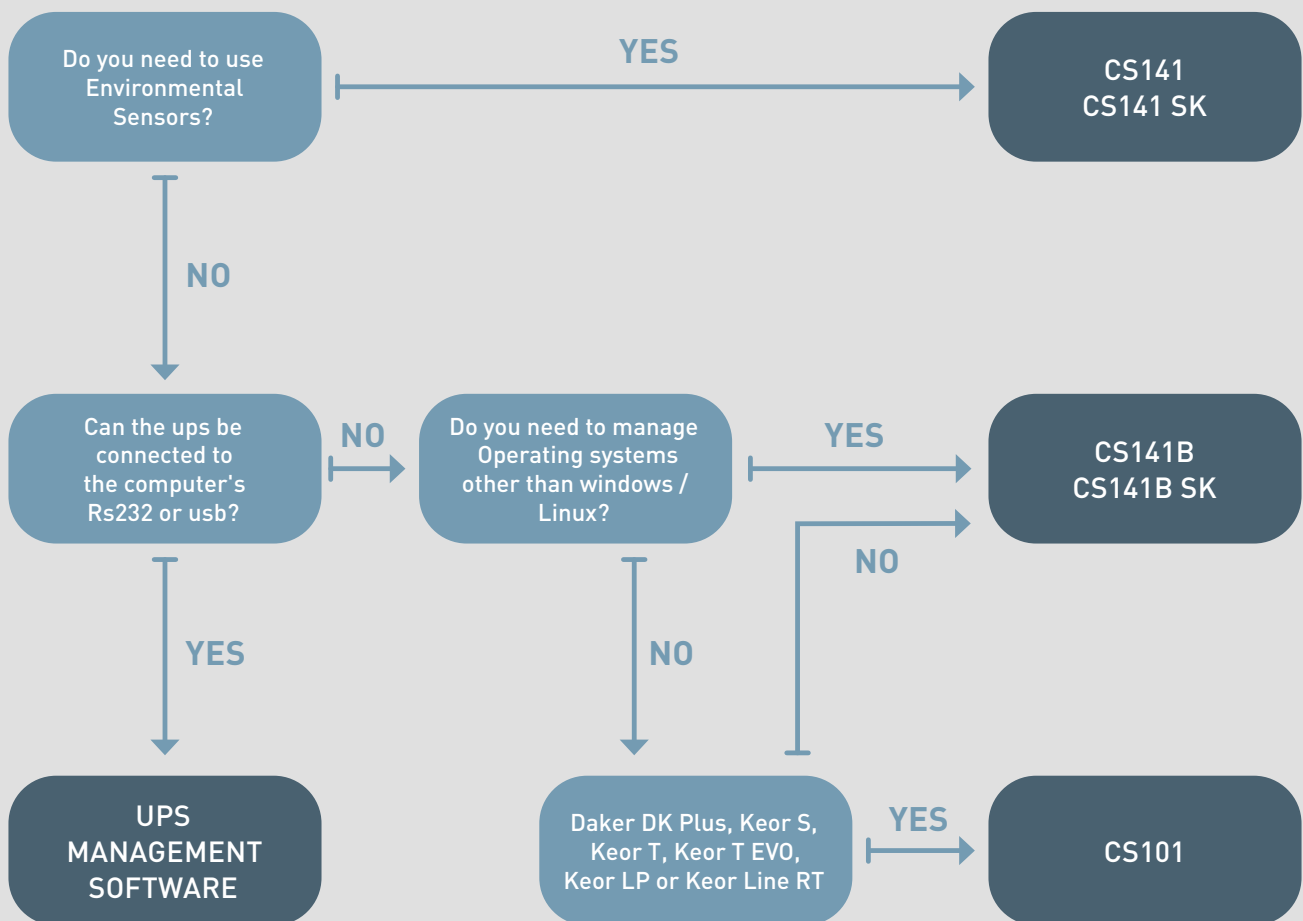 Do you need to use
Environmental
Sensors?
YES
CS141
CS141 SK
NO
Can the ups be
connected to
the computer's
Rs232 or usb?
NO
Do you need to manage
Operating systems
other than windows /
Linux?
YES
CS141B
CS141B SK
NO
YES
NO
UPS
MANAGEMENT
SOFTWARE
Daker DK Plus, Keor S,
Keor T, Keor T EVO,
Keor LP or Keor Line RT
YES
CS101